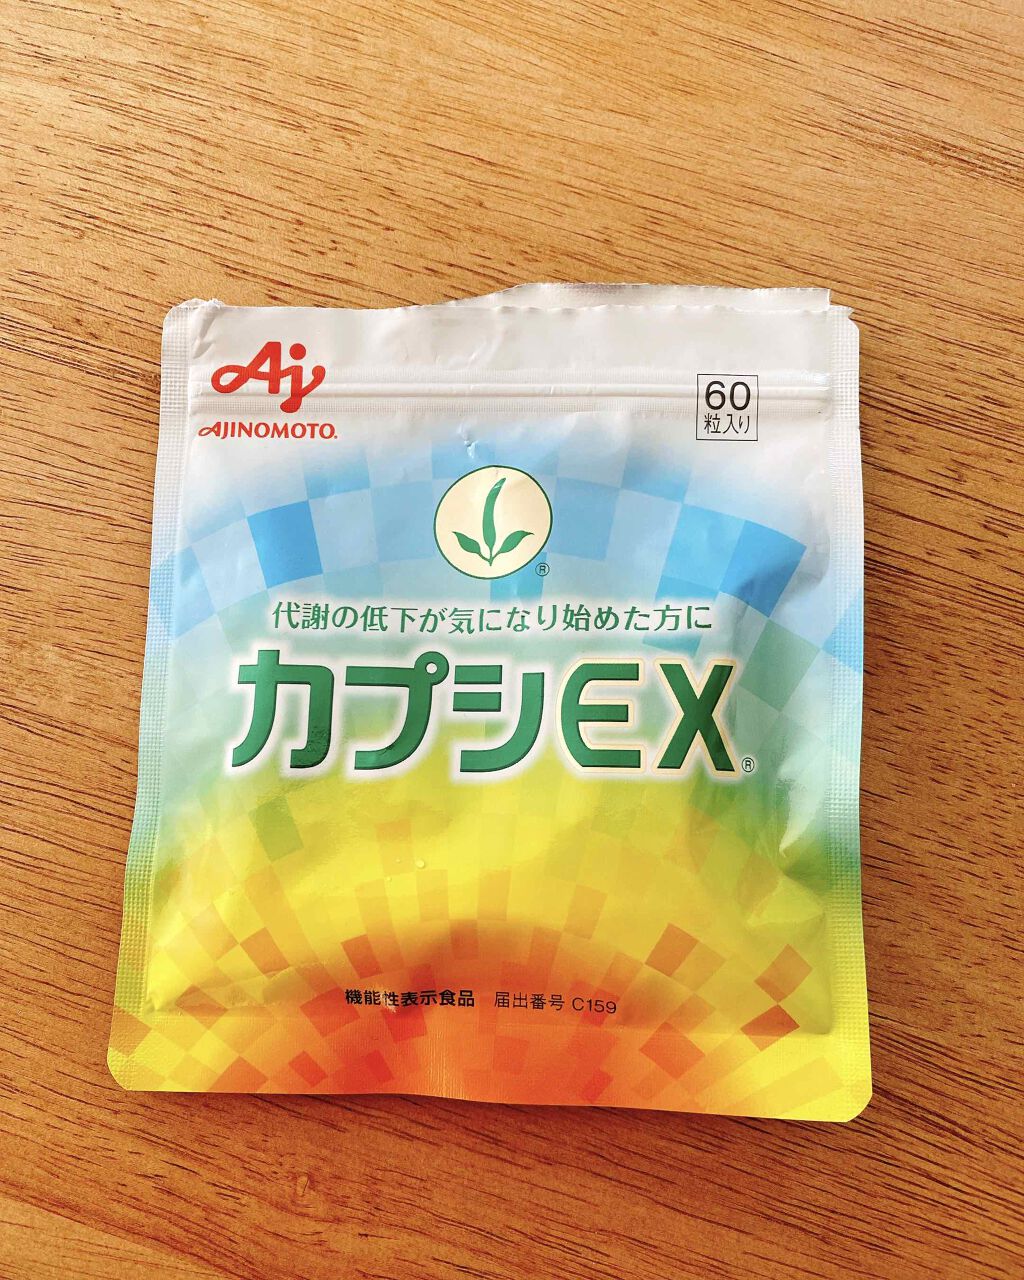 Aj
AJINOMOTO®
60
粒入り
®
代謝の低下が気になり始めた方に
カプシEX®
機能性表示食品 届出番号 C159